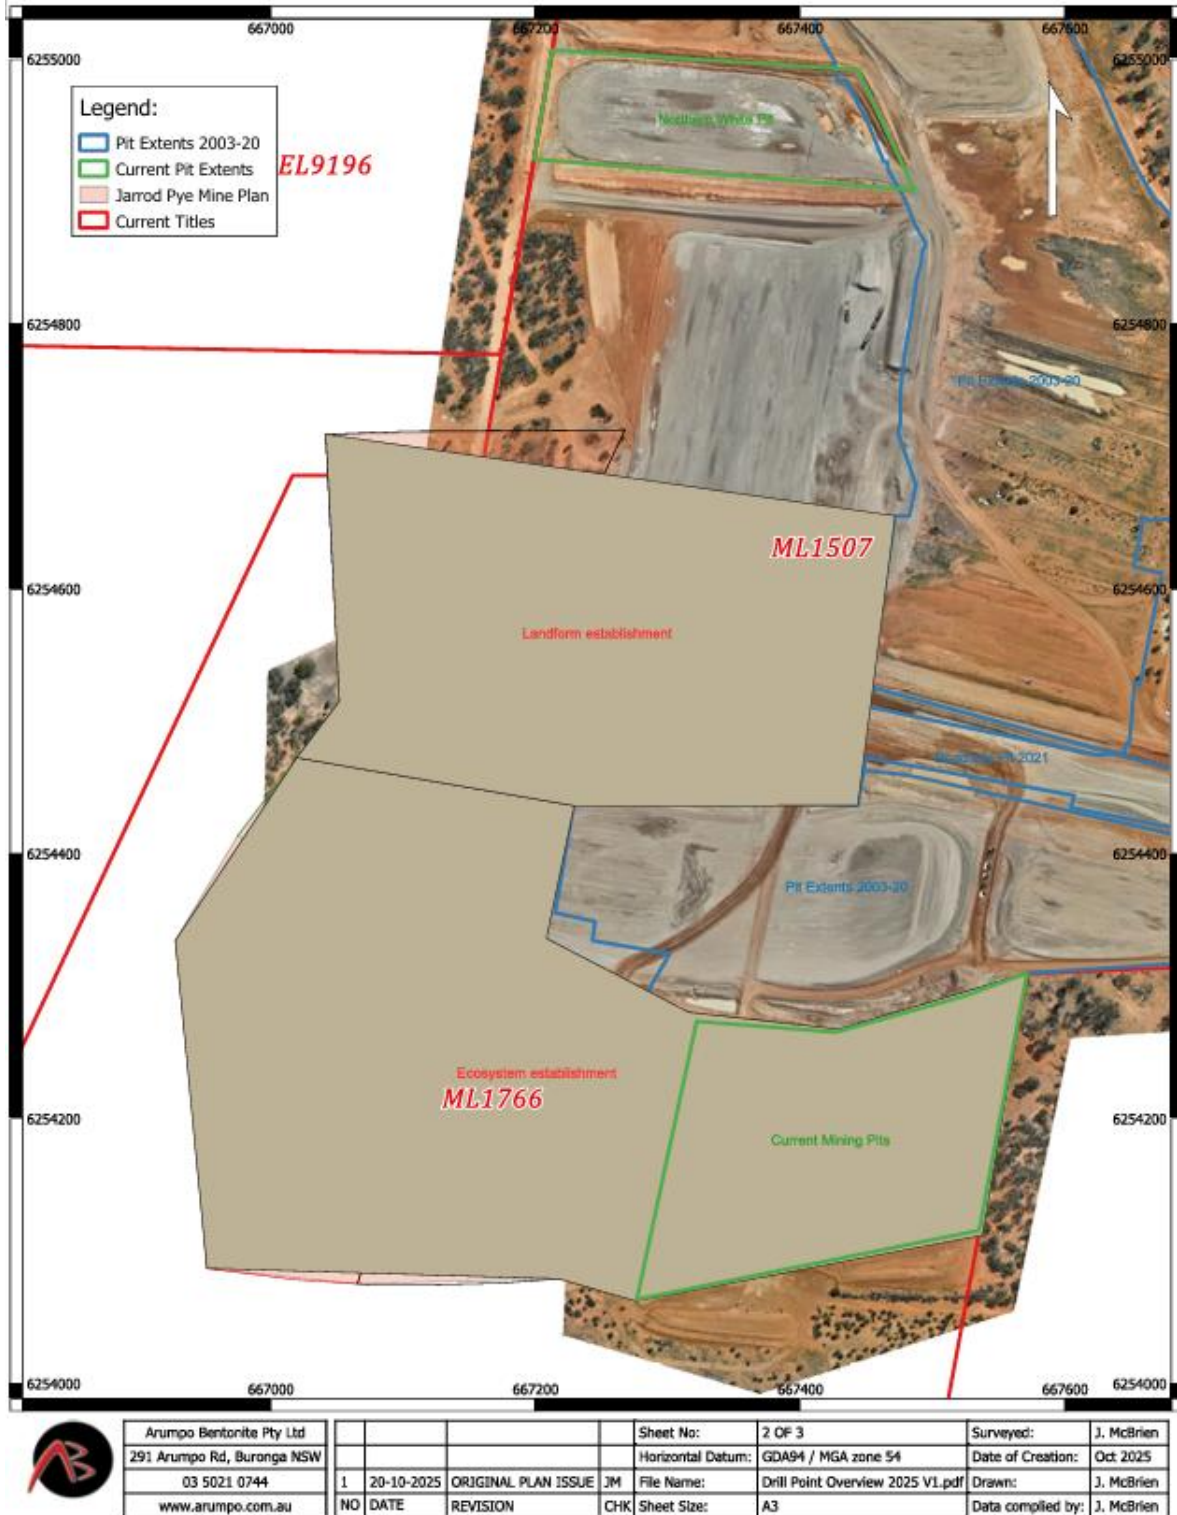 667000 667200 667400 667600
6255000 6255000
Legend:
Pit Extents 2003-20
Current Pit Extents
Jarrod Pye Mine Plan
Current Titles
EL9196
Northern White Pit
6254800 6254800
Pit Extents 2003-20
ML1507
6254600 6254600
Landform establishment
2021
6254400 6254400
Pit Extents 2003-20
Ecosystem establishment
ML1766
6254200 6254200
Current Mining Pits
6254000 6254000
667000 667200 667400 667600
Arumpo Bentonite Pty Ltd
291 Arumpo Rd, Buronga NSW
03 5021 0744
www.arumpo.com.au
1 20-10-2025 ORIGINAL PLAN ISSUE JM
NO DATE REVISION CHK
Sheet No: 2 OF 3
Horizontal Datum: GDA94 / MGA zone 54
File Name: Drill Point Overview 2025 V1.pdf
Sheet Size: A3
Surveyed: J. McBrien
Date of Creation: Oct 2025
Drawn: J. McBrien
Data complied by: J. McBrien